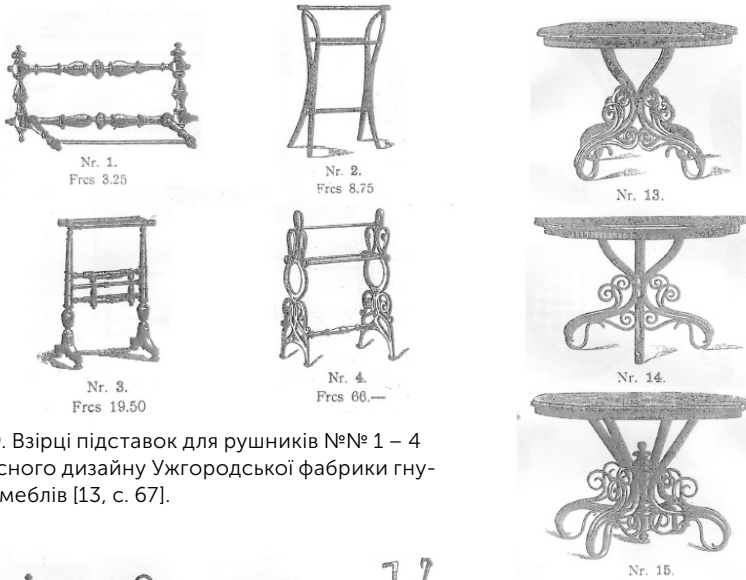 Nr. 1.
Frcs 3.25
Nr. 2.
Frcs 8.75
Nr. 3.
Frcs 19.50
Nr. 4.
Frcs 66.—
. Взірці підставок для рушників №№ 1 – 4
сного дизайну Ужгородської фабрики гну-
меблів [13, с. 67].
Nr. 13.
Nr. 14.
Nr. 15.